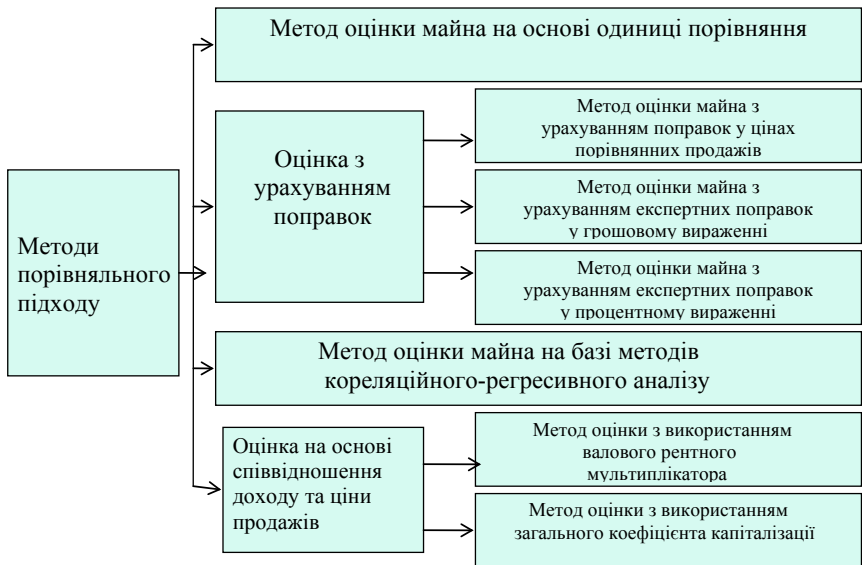 Метод оцінки майна на основі одиниці порівняння
Метод оцінки майна з
урахуванням поправок у цінах
порівнянних продажів
Оцінка з
урахуванням
поправок
Метод оцінки майна з
урахуванням експертних поправок
у грошовому вираженні
Методи
порівняльного
підходу
Метод оцінки майна з
урахуванням експертних поправок
у процентному вираженні
Метод оцінки майна на базі методів
кореляційного-регресивного аналізу
Оцінка на основі
співвідношення
доходу та ціни
продажів
Метод оцінки з використанням
валового рентного
мультиплікатора
Метод оцінки з використанням
загального коефіцієнта капіталізації